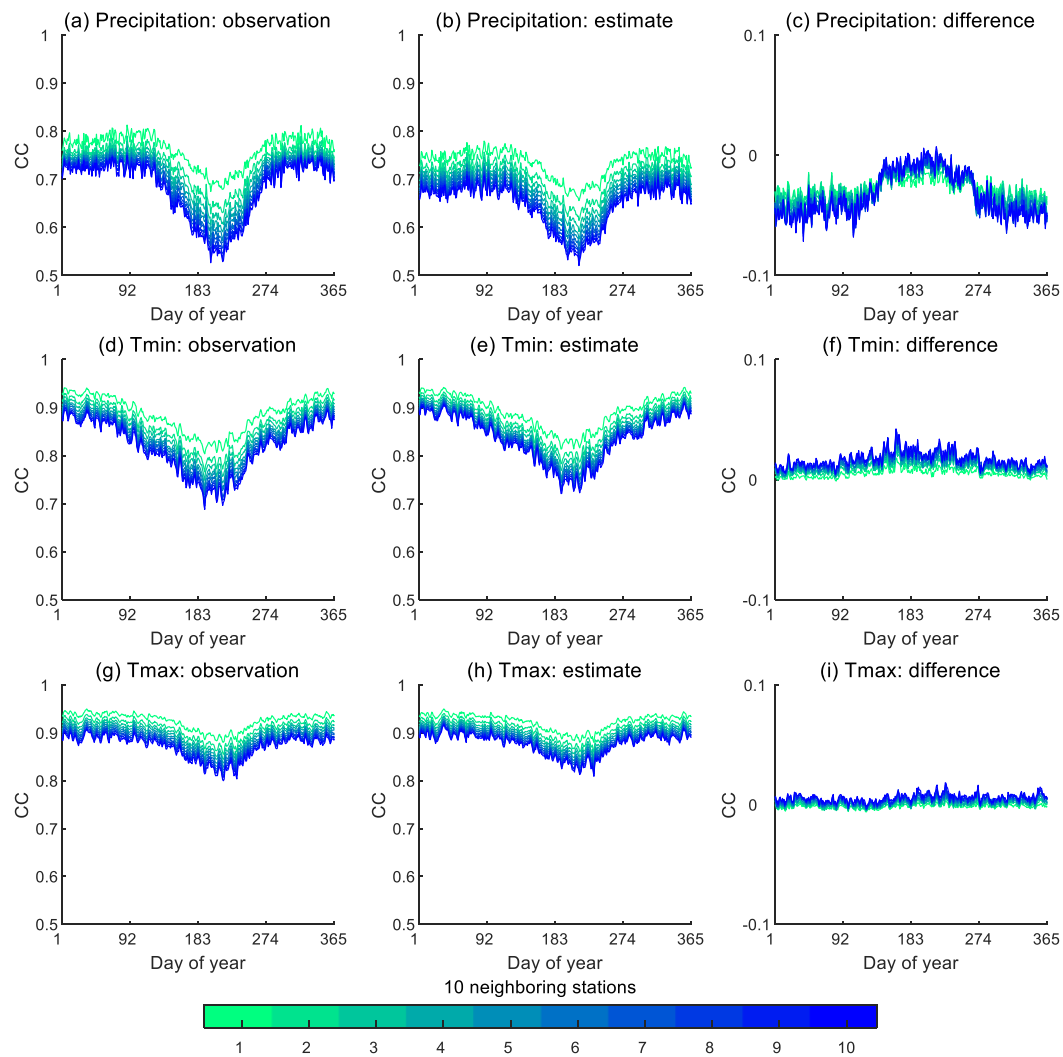 (a) Precipitation: observation
(b) Precipitation: estimate
(c) Precipitation: difference
1
0.9
0.8
0.7
0.6
0.5
CC
1 92 183 274 365
Day of year
1
0.9
0.8
0.7
0.6
0.5
CC
1 92 183 274 365
Day of year
0.1
0
-0.1
CC
1 92 183 274 365
Day of year
(d) Tmin: observation
(e) Tmin: estimate
(f) Tmin: difference
1
0.9
0.8
0.7
0.6
0.5
CC
1 92 183 274 365
Day of year
1
0.9
0.8
0.7
0.6
0.5
CC
1 92 183 274 365
Day of year
0.1
0
-0.1
CC
1 92 183 274 365
Day of year
(g) Tmax: observation
(h) Tmax: estimate
(i) Tmax: difference
1
0.9
0.8
0.7
0.6
0.5
CC
1 92 183 274 365
Day of year
1
0.9
0.8
0.7
0.6
0.5
CC
1 92 183 274 365
Day of year
0.1
0
-0.1
CC
1 92 183 274 365
Day of year
10 neighboring stations
1 2 3 4 5 6 7 8 9 10